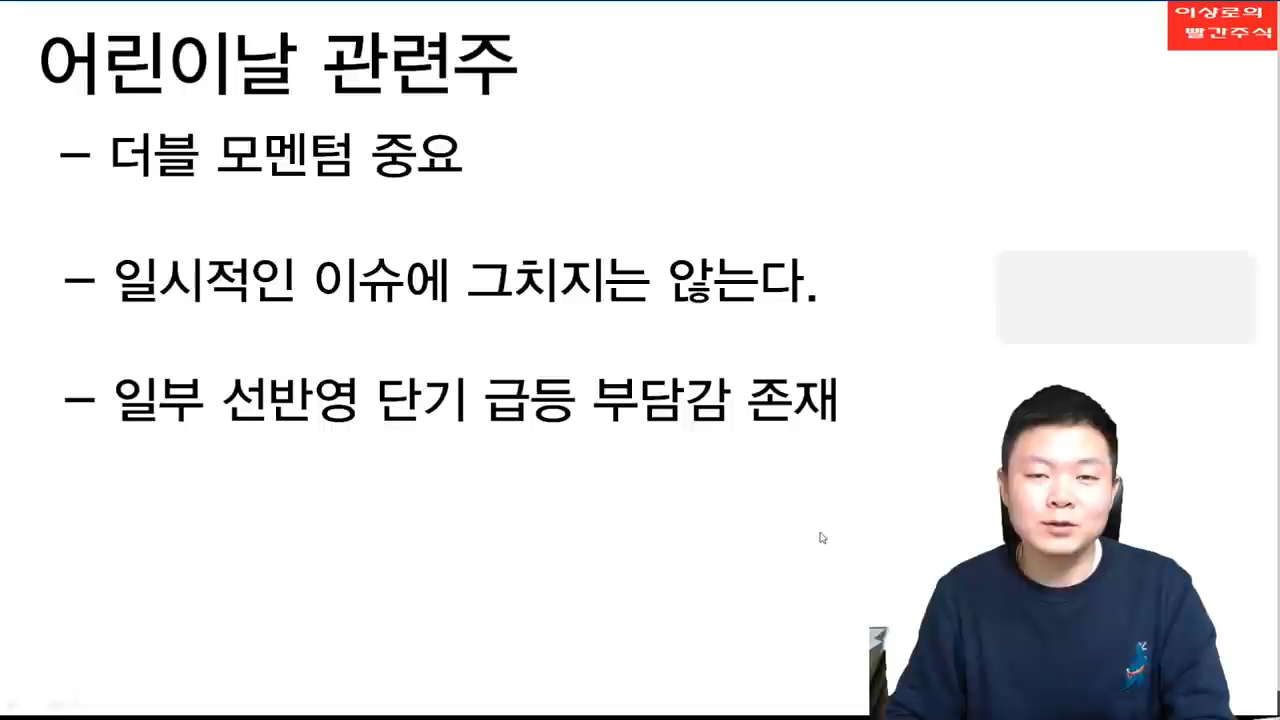 이상로의
빨간주식
어린이날 관련주
– 더블 모멘텀 중요
– 일시적인 이슈에 그치지는 않는다.
– 일부 선반영 단기 급등 부담감 존재